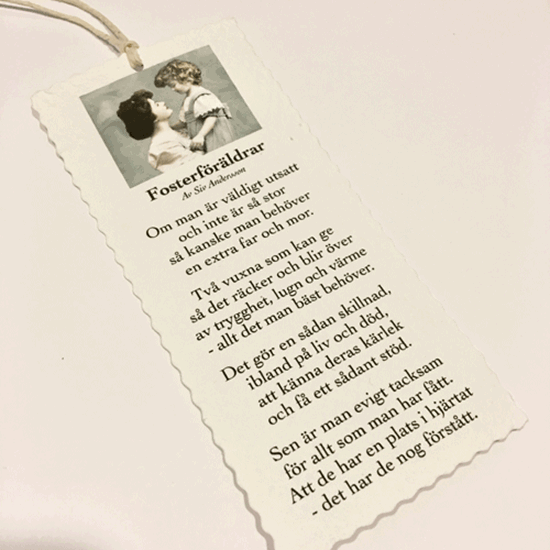 Fosterföräldrar
Av Siv Andersson
Om man är väldigt utsatt
och inte är så stor
så kanske man behöver
en extra far och mor.
Två vuxna som kan ge
så det räcker och blir över
av trygghet, lugn och värme
- allt det man bäst behöver.
Det gör en sådan skillnad,
ibland på liv och död,
att känna deras kärlek
och få ett sådant stöd.
Sen är man evigt tacksam
för allt som man har fått.
Att de har en plats i hjärtat
- det har de nog förstått.